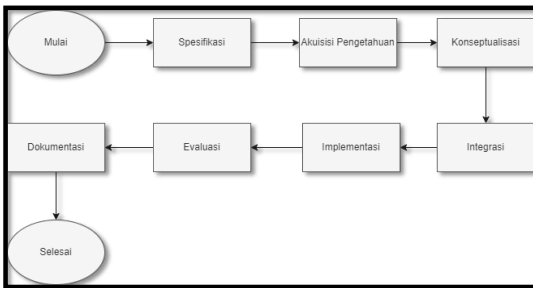 Mulai
Spesifikasi
Akuisisi Pengetahuan
Konseptualisasi
Integrasi
Implementasi
Evaluasi
Dokumentasi
Selesai